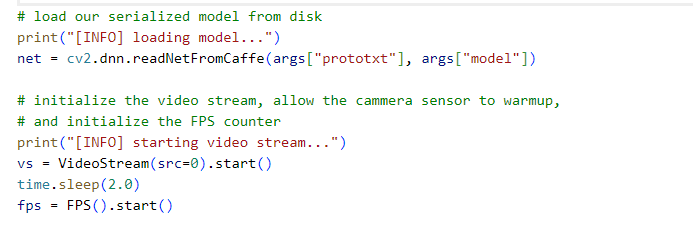 # load our serialized model from disk
print("[INFO] loading model...")
net = cv2.dnn.readNetFromCaffe(args["prototxt"], args["model"])
# initialize the video stream, allow the cammera sensor to warmup,
# and initialize the FPS counter
print("[INFO] starting video stream...")
vs = VideoStream(src=0).start()
time.sleep(2.0)
fps = FPS().start()